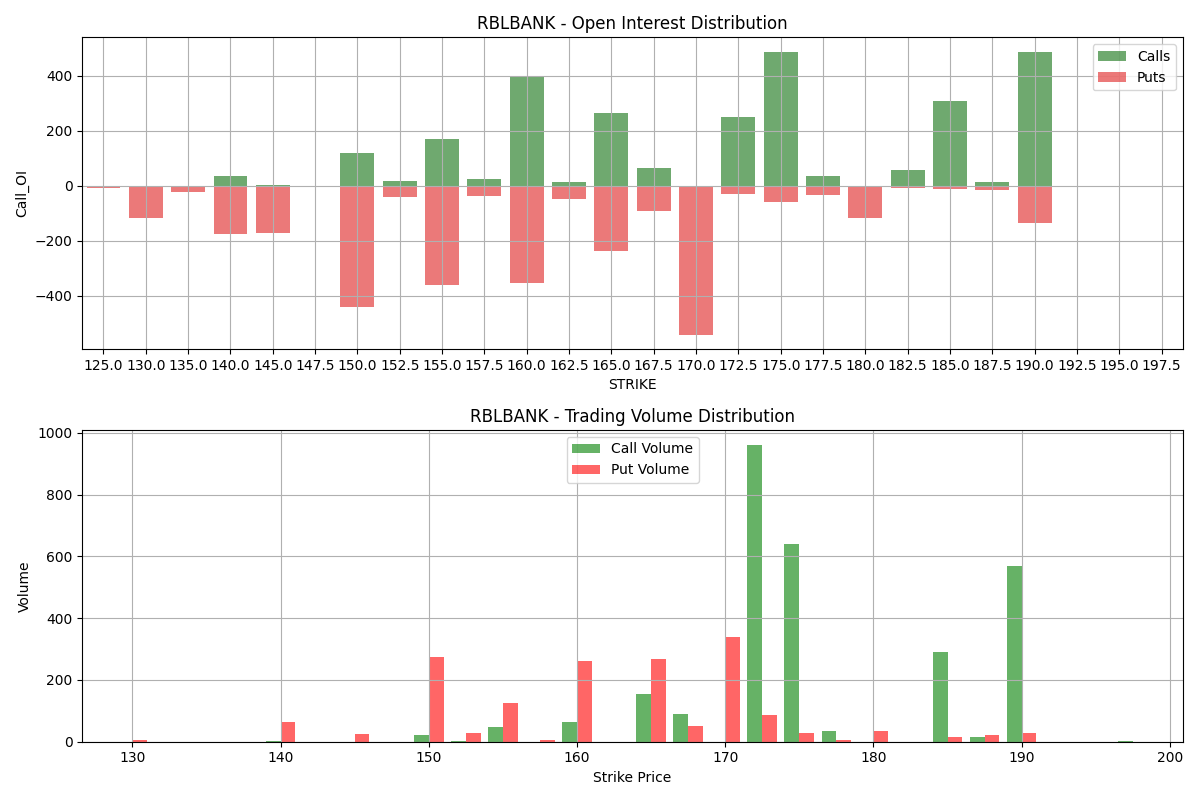 RBLBANK - Open Interest Distribution
Calls
Puts
400
200
0
−200
−400
Call_OI
125.0 130.0 135.0 140.0 145.0 147.5 150.0 152.5 155.0 157.5 160.0 162.5 165.0 167.5 170.0 172.5 175.0 177.5 180.0 182.5 185.0 187.5 190.0 192.5 195.0 197.5
STRIKE
RBLBANK - Trading Volume Distribution
Call Volume
Put Volume
1000
800
600
400
200
0
Volume
130 140 150 160 170 180 190 200
Strike Price